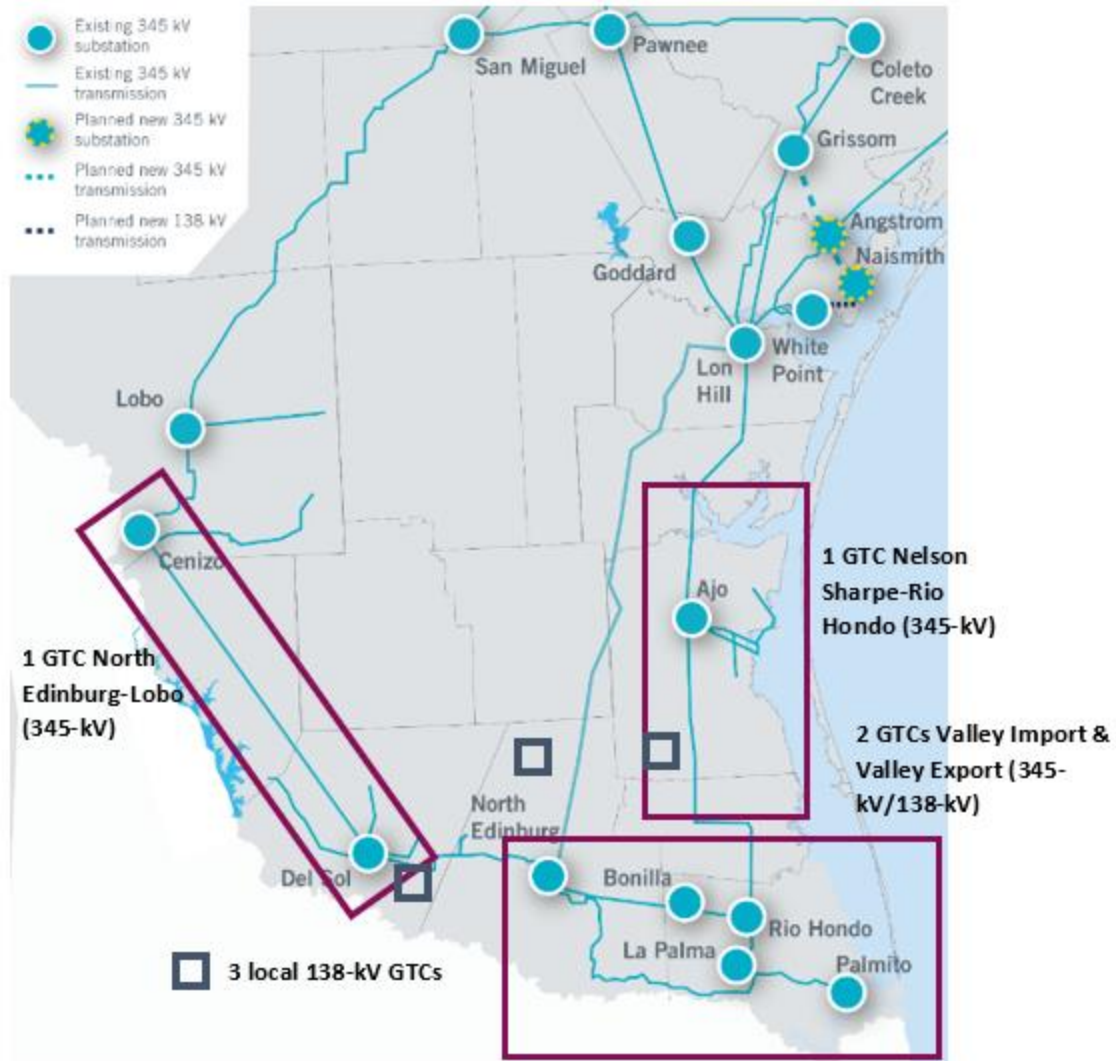 Existing 345 kV
substation
Existing 345 kV
transmission
Planned new 345 kV
substation
Planned new 345 kV
transmission
Planned new 138 kV
transmission
San Miguel
Pawnee
Coleto
Creek
Grissom
Angstrom
Naismith
Goddard
White
Point
Lon
Hill
Lobo
Cenizo
1 GTC Nelson
Sharpe-Rio
Hondo (345-kV)
Ajo
1 GTC North
Edinburg-Lobo
(345-kV)
2 GTCs Valley Import &
Valley Export (345-
kV/138-kV)
North
Edinburg
Del Sol
Bonilla
Rio Hondo
La Palma
Palmito
3 local 138-kV GTCs